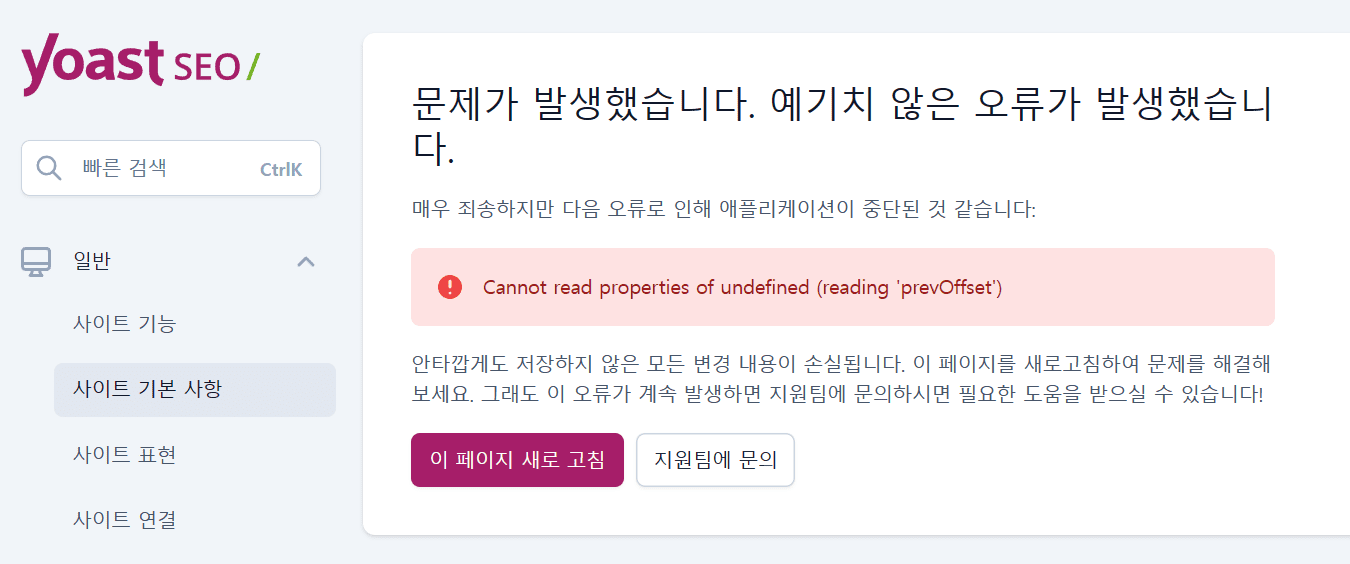 yoast SEO/
빠른 검색 CtrlK
일반
사이트 기능
사이트 기본 사항
사이트 표현
사이트 연결
문제가 발생했습니다. 예기치 않은 오류가 발생했습니
다.
매우 죄송하지만 다음 오류로 인해 애플리케이션이 중단된 것 같습니다:
Cannot read properties of undefined (reading 'prevOffset')
안타깝게도 저장하지 않은 모든 변경 내용이 손실됩니다. 이 페이지를 새로고침하여 문제를 해결해
보세요. 그래도 이 오류가 계속 발생하면 지원팀에 문의하시면 필요한 도움을 받으실 수 있습니다!
이 페이지 새로 고침
지원팀에 문의